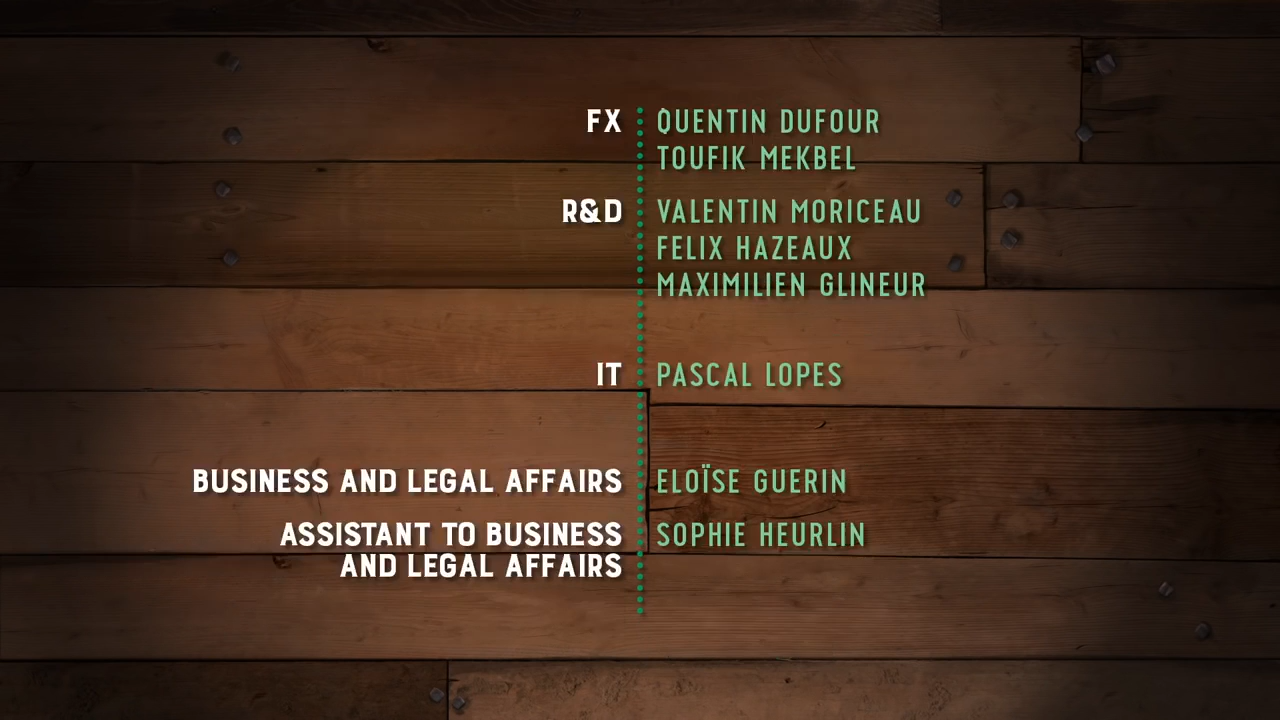 FX QUENTIN DUFOUR
TOUFIK MEKBEL
R&D VALENTIN MORICEAU
FELIX HAZEAUX
MAXIMILIEN GLINEUR
IT PASCAL LOPES
BUSINESS AND LEGAL AFFAIRS ELOÏSE GUERIN
ASSISTANT TO BUSINESS SOPHIE HEURLIN
AND LEGAL AFFAIRS